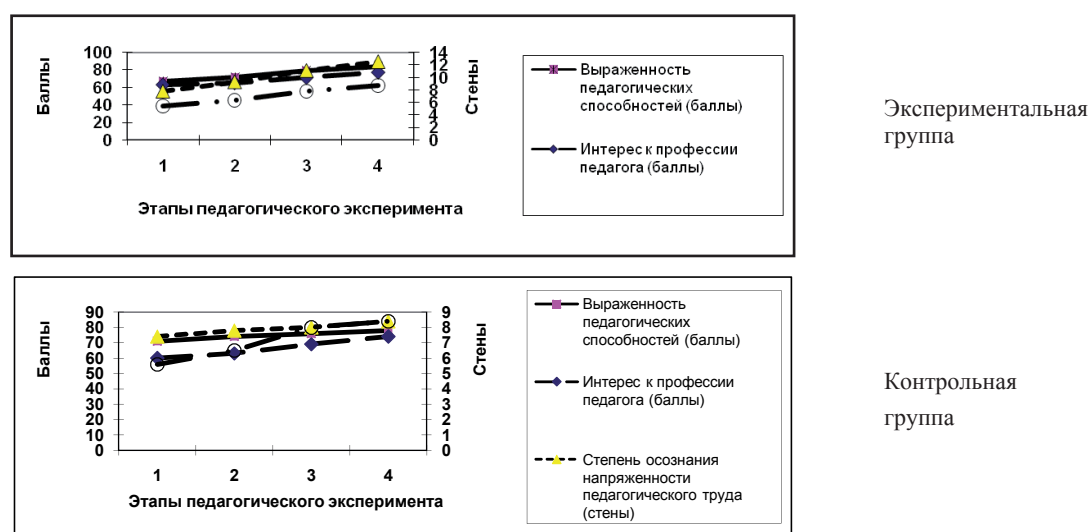 100
80
60
40
20
0
Баллы
14
12
10
8
6
4
2
0
Стены
1 2 3 4
Этапы педагогического эксперимента
Выраженность
педагогических
способностей (баллы)
Интерес к профессии
педагога (баллы)
Экспериментальная
группа
90
80
70
60
50
40
30
20
10
0
Баллы
9
8
7
6
5
4
3
2
1
0
Стены
1 2 3 4
Этапы педагогического эксперимента
Выраженность
педагогических
способностей (баллы)
Интерес к профессии
педагога (баллы)
Степень осознания
напряженности
педагогического труда
(стены)
Контрольная
группа